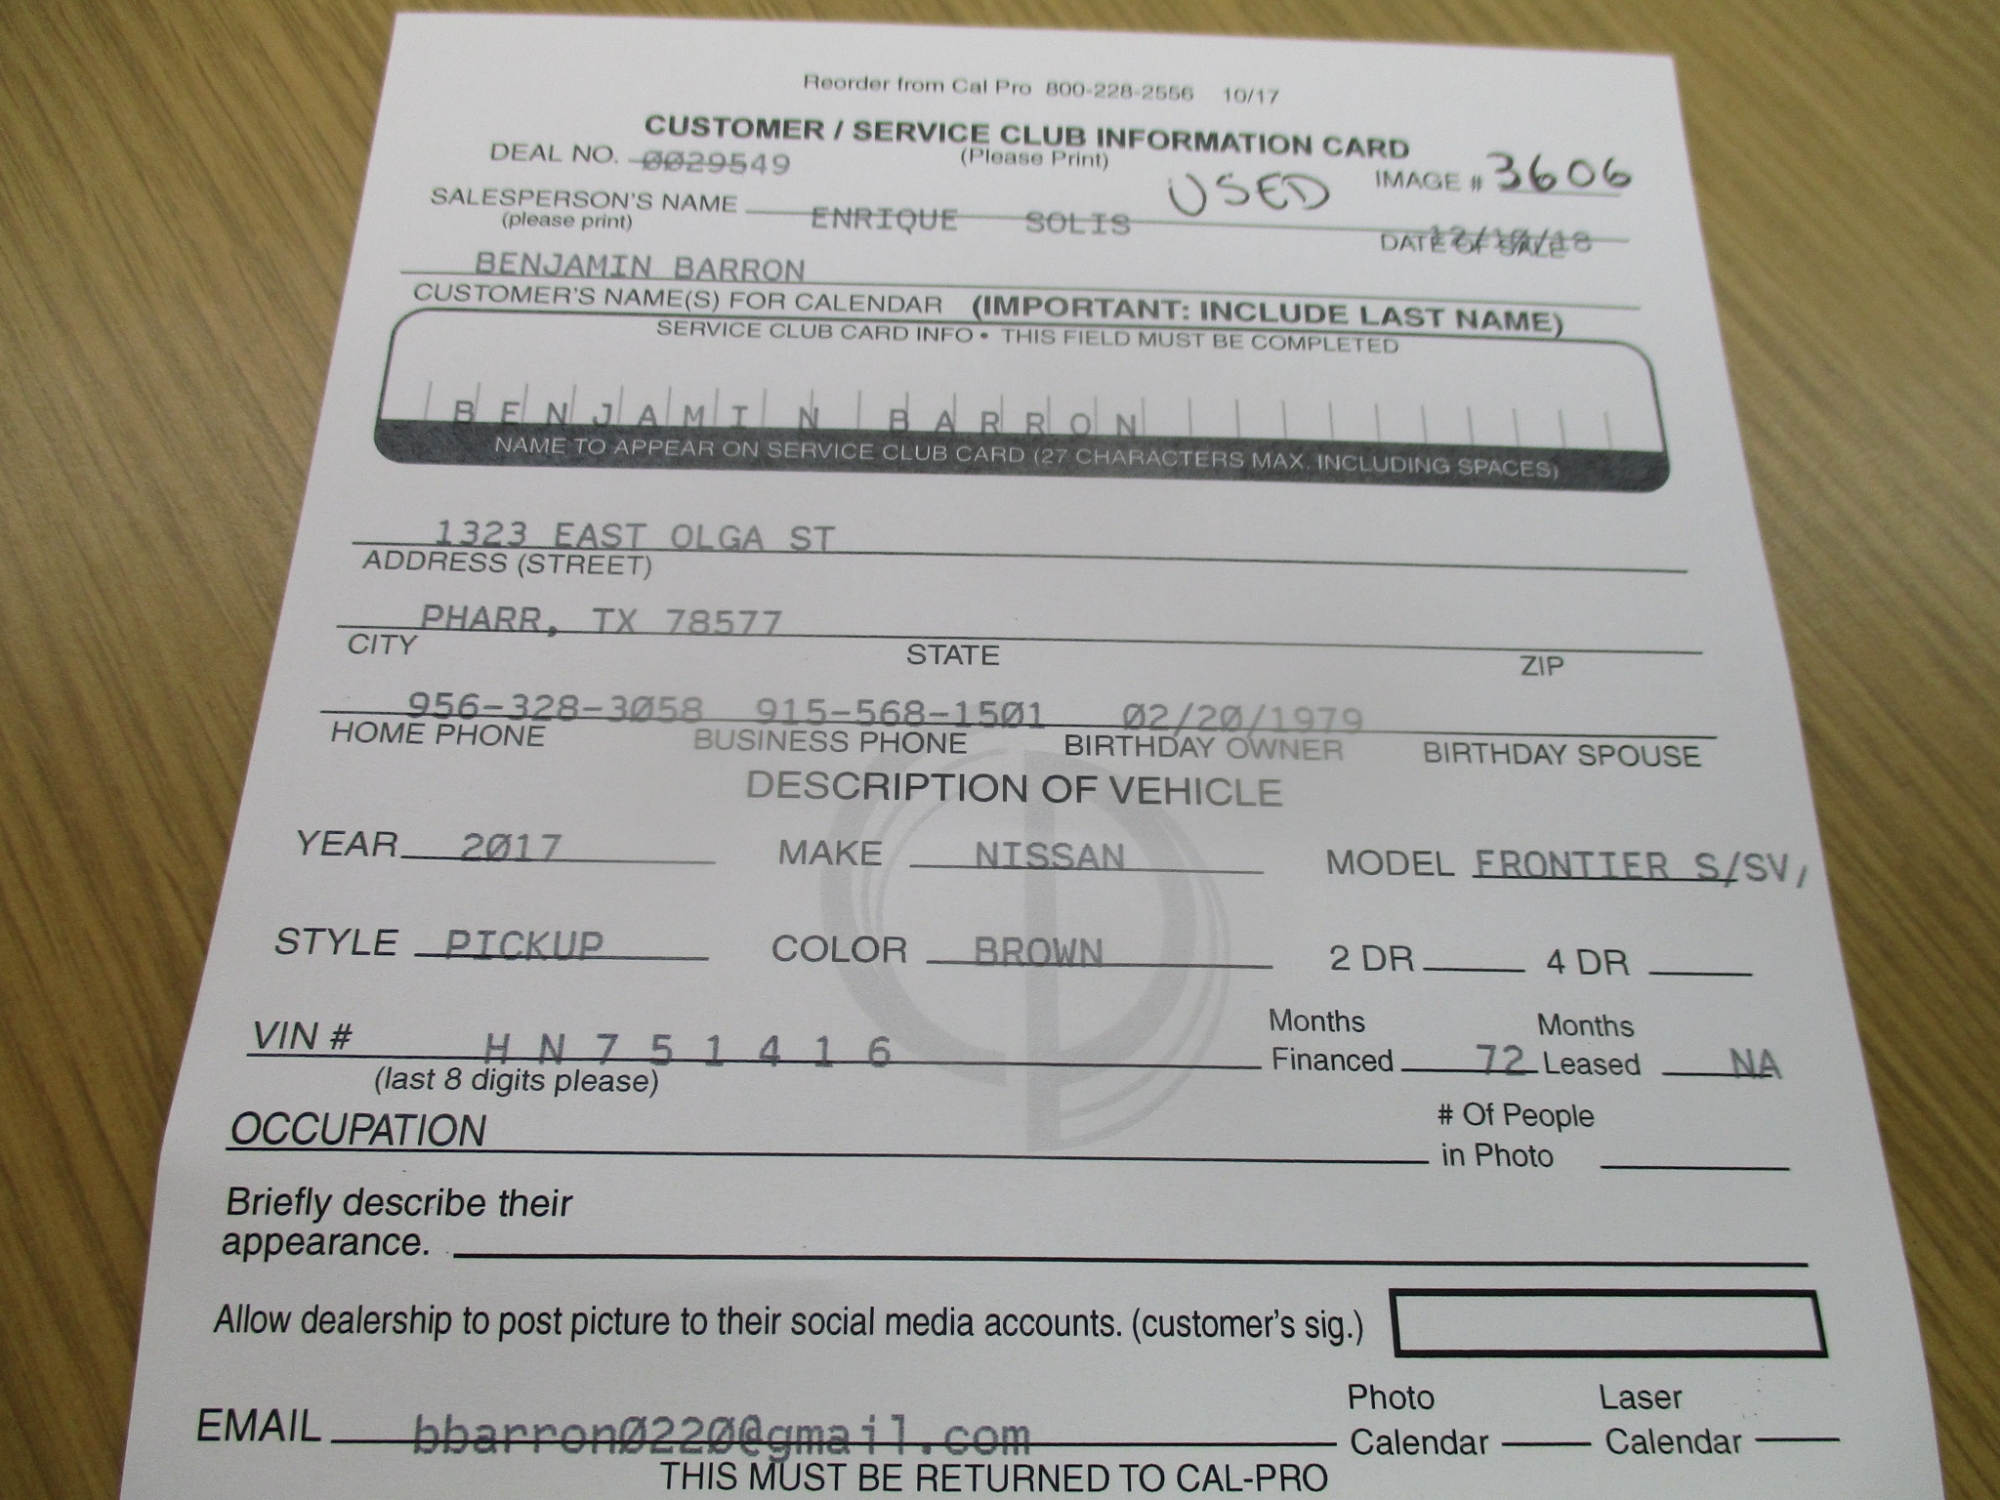 Reorder from Cal Pro 800-228-2556 10/17
CUSTOMER / SERVICE CLUB INFORMATION CARD
DEAL NO. 0029549 (Please Print) IMAGE # 3606
USED
SALESPERSON'S NAME ENRIQUE SOLIS
(please print)
DATE OF SALE
BENJAMIN BARRON
CUSTOMER'S NAME(S) FOR CALENDAR (IMPORTANT: INCLUDE LAST NAME)
SERVICE CLUB CARD INFO • THIS FIELD MUST BE COMPLETED
BENJAMIN BARRON
NAME TO APPEAR ON SERVICE CLUB CARD (27 CHARACTERS MAX. INCLUDING SPACES)
1323 EAST OLGA ST
ADDRESS (STREET)
PHARR, TX 78577
CITY STATE ZIP
956-328-3058 915-568-1501 02/20/1979
HOME PHONE BUSINESS PHONE BIRTHDAY OWNER BIRTHDAY SPOUSE
DESCRIPTION OF VEHICLE
YEAR 2017 MAKE NISSAN MODEL FRONTIER S/SV/
STYLE PICKUP COLOR BROWN 2 DR 4 DR
Months Months
VIN # HN751416 Financed 72 Leased NA
(last 8 digits please)
# Of People
OCCUPATION in Photo
Briefly describe their
appearance.
Allow dealership to post picture to their social media accounts. (customer's sig.)
Photo Laser
EMAIL bbarron0220@gmail.com Calendar Calendar
THIS MUST BE RETURNED TO CAL-PRO